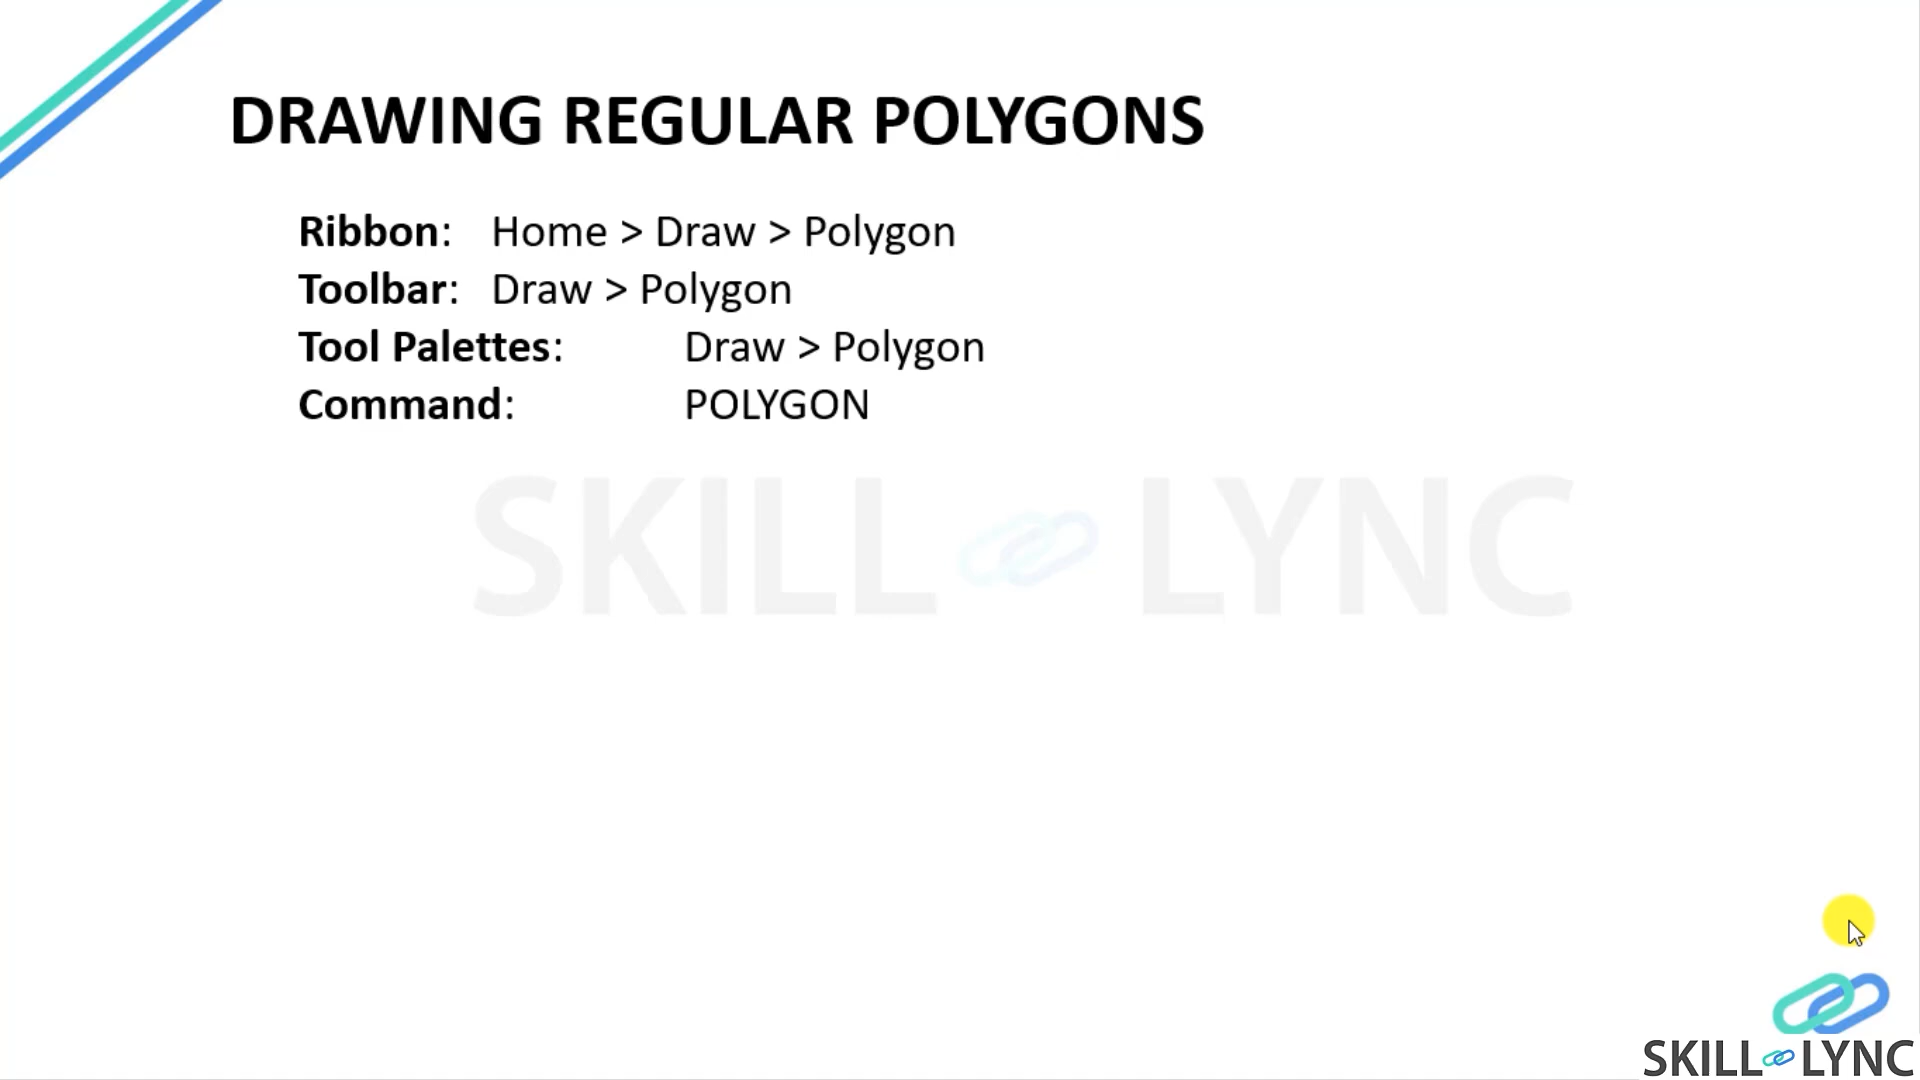 DRAWING REGULAR POLYGONS
Ribbon: Home > Draw > Polygon
Toolbar: Draw > Polygon
Tool Palettes: Draw > Polygon
Command: POLYGON
SKILL LYNC
SKILL LYNC